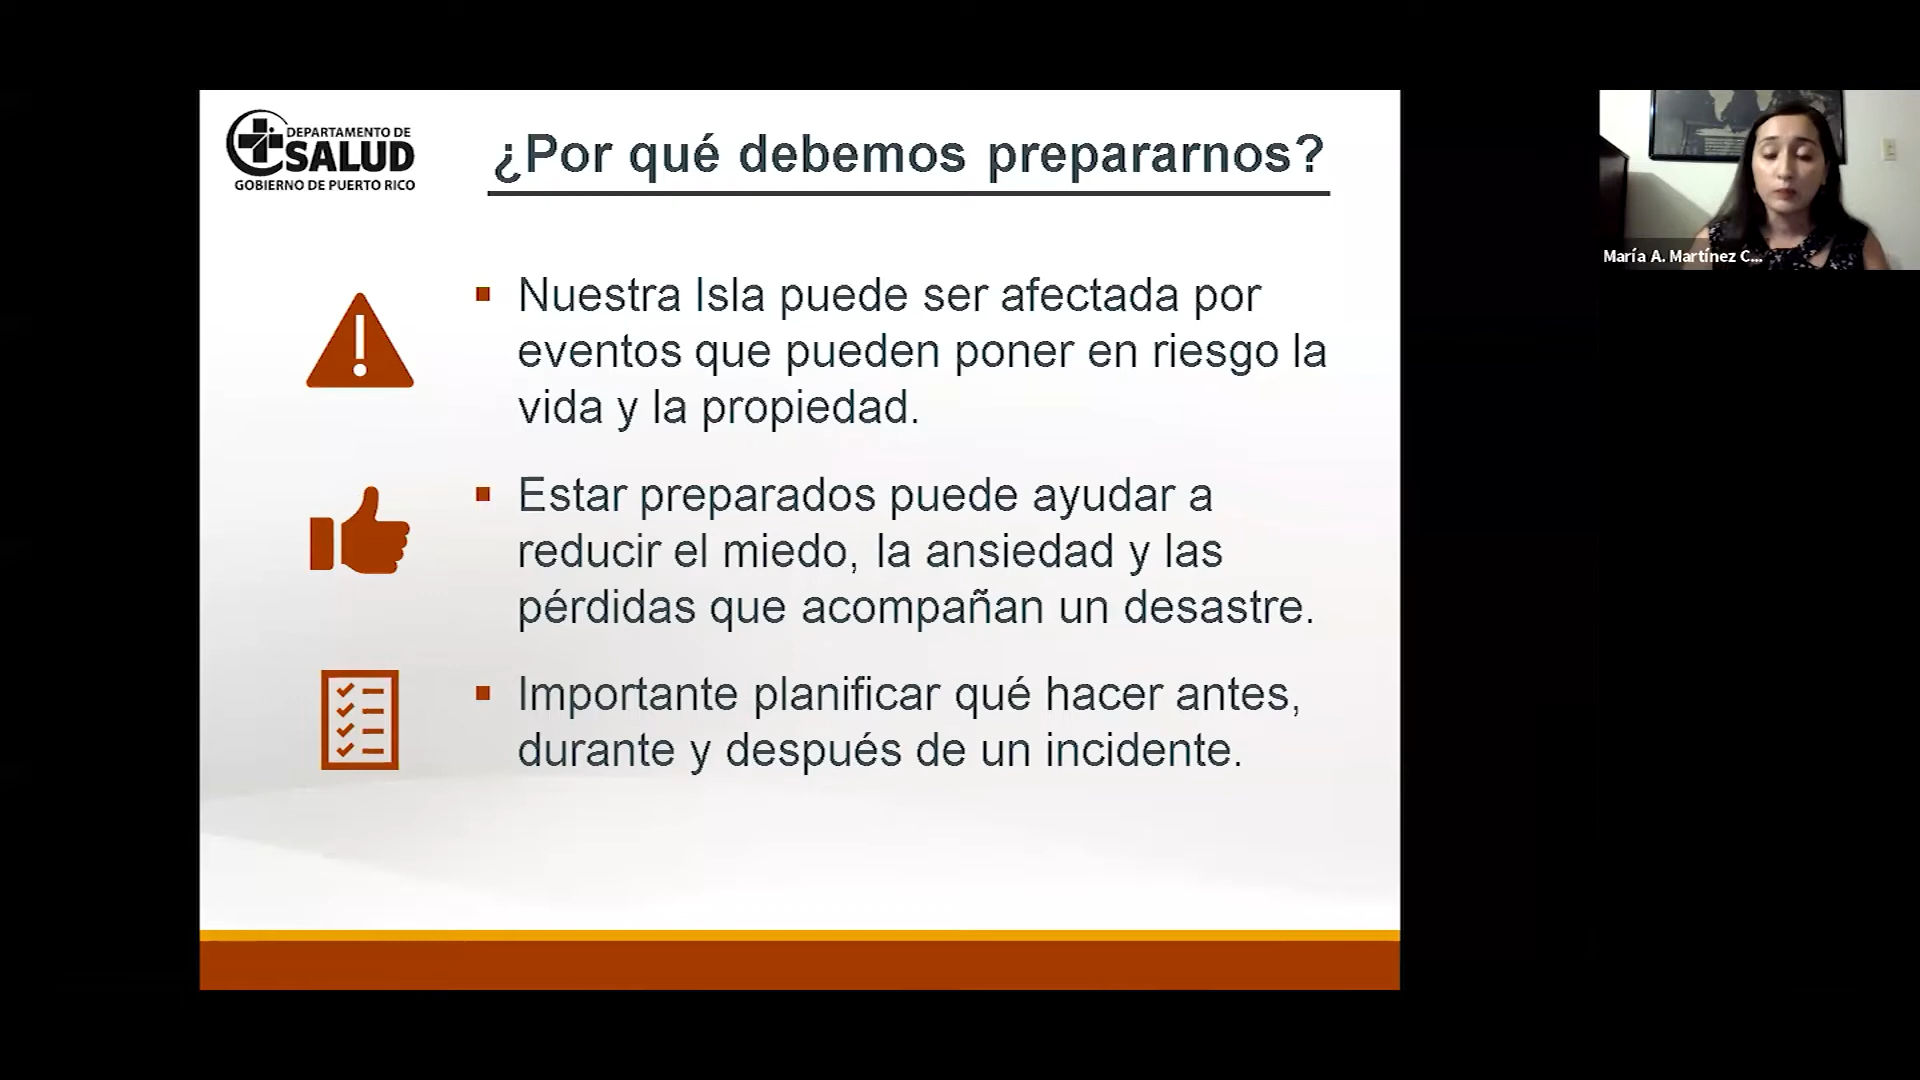 DEPARTAMENTO DE
SALUD
GOBIERNO DE PUERTO RICO
¿Por qué debemos prepararnos?
▪ Nuestra Isla puede ser afectada por
eventos que pueden poner en riesgo la
vida y la propiedad.
▪ Estar preparados puede ayudar a
reducir el miedo, la ansiedad y las
pérdidas que acompañan un desastre.
▪ Importante planificar qué hacer antes,
durante y después de un incidente.
María A. Martínez C...